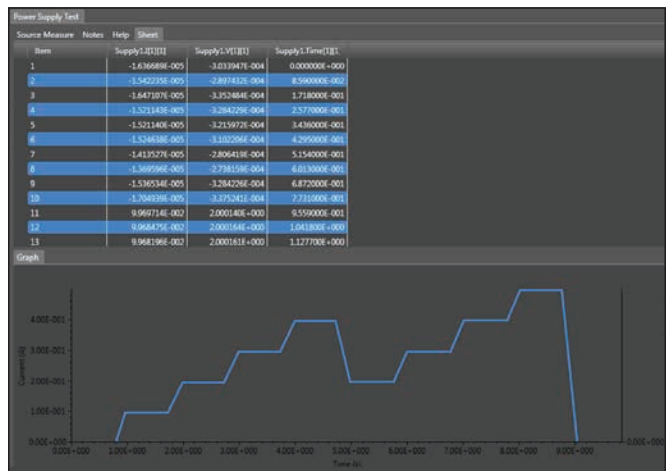 Power Supply Test
Source Measure Notes Help Sheet
Item Supply1.I[1][1] Supply1.V[1][1] Supply1.Time[1][1
1 -1.636689E-005 -3.033947E-004 0.000000E+000
2 -1.542235E-005 -2.897432E-004 8.590000E-002
3 -1.647107E-005 -3.352484E-004 1.718000E-001
4 -1.521143E-005 -3.284229E-004 2.577000E-001
5 -1.521140E-005 -3.215972E-004 3.436000E-001
6 -1.524638E-005 -3.102206E-004 4.295000E-001
7 -1.413527E-005 -2.806419E-004 5.154000E-001
8 -1.369596E-005 -2.738159E-004 6.013000E-001
9 -1.536534E-005 -3.284226E-004 6.872000E-001
10 -1.704939E-005 -3.375241E-004 7.731000E-001
11 9.969714E-002 2.000140E+000 9.559000E-001
12 9.968475E-002 2.000164E+000 1.041800E+000
13 9.968196E-002 2.000161E+000 1.127700E+000
Graph
4.00E-001
3.00E-001
2.00E-001
1.00E-001
0.00E+000
Current (A)
0.00E+000 1.00E+000 2.00E+000 3.00E+000 4.00E+000 5.00E+000 6.00E+000 7.00E+000 8.00E+000 9.00E+000
0.00E+000